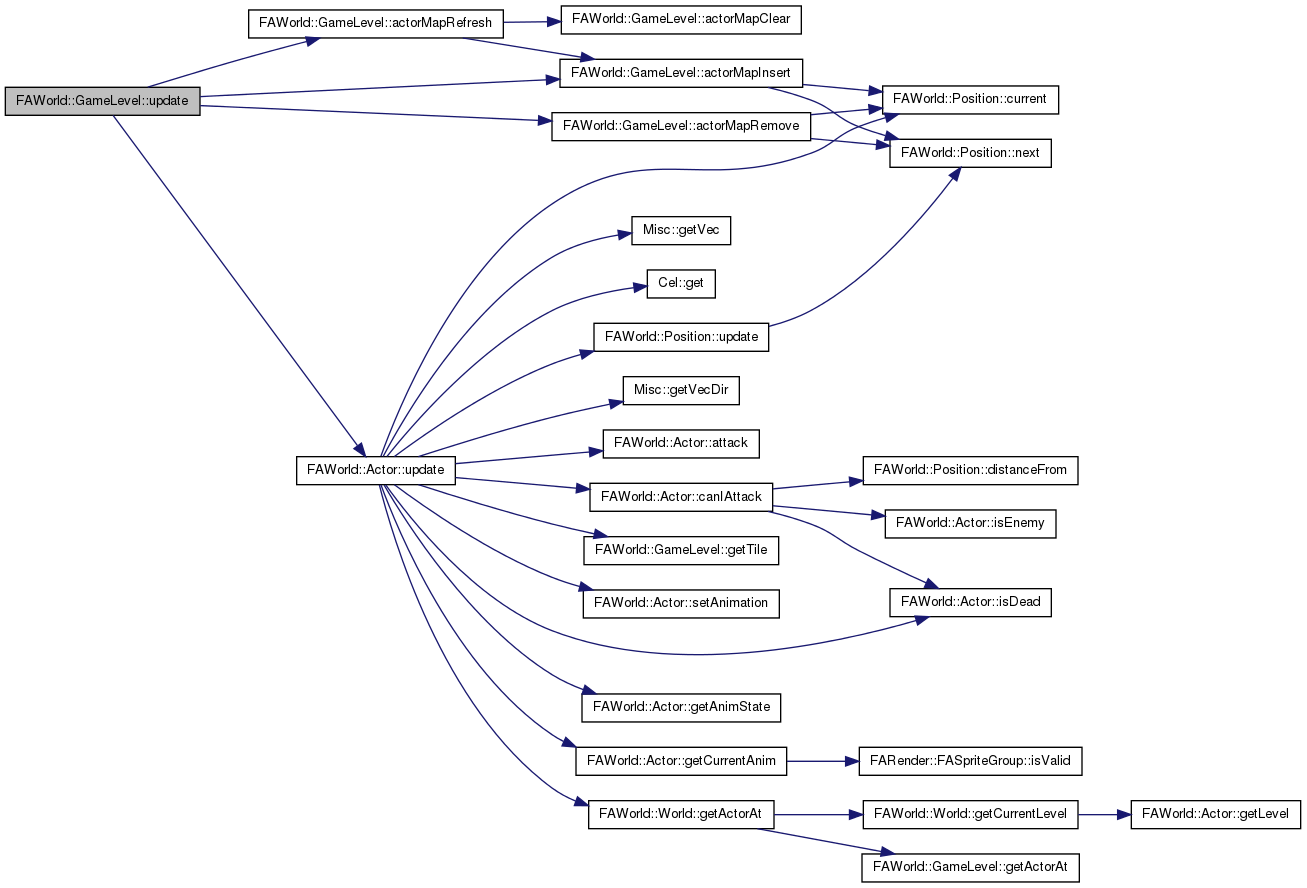 FAWorld::GameLevel::actorMapRefresh
FAWorld::GameLevel::actorMapClear
FAWorld::GameLevel::actorMapInsert
FAWorld::GameLevel::update
FAWorld::Position::current
FAWorld::GameLevel::actorMapRemove
FAWorld::Position::next
Misc::getVec
Cel::get
FAWorld::Position::update
Misc::getVecDir
FAWorld::Actor::attack
FAWorld::Actor::update
FAWorld::Position::distanceFrom
FAWorld::Actor::canIAttack
FAWorld::Actor::isEnemy
FAWorld::GameLevel::getTile
FAWorld::Actor::setAnimation
FAWorld::Actor::isDead
FAWorld::Actor::getAnimState
FAWorld::Actor::getCurrentAnim
FARender::FASpriteGroup::isValid
FAWorld::World::getActorAt
FAWorld::World::getCurrentLevel
FAWorld::Actor::getLevel
FAWorld::GameLevel::getActorAt